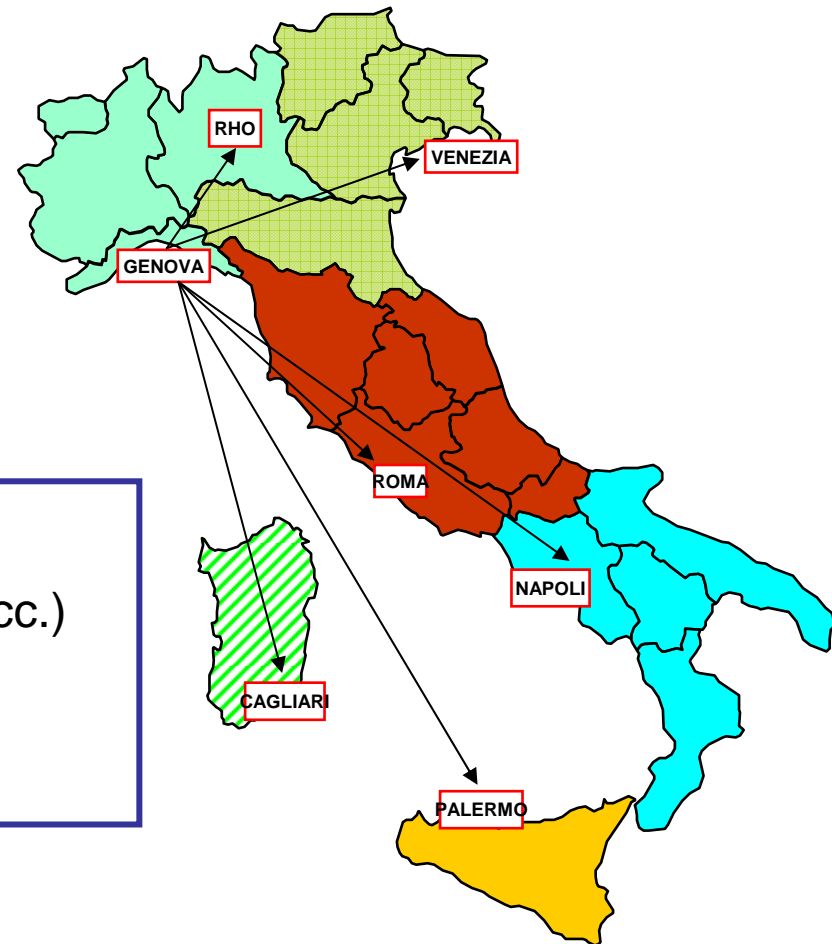 RHO
VENEZIA
GENOVA
ROMA
cc.)
NAPOLI
CAGLIARI
PALERMO